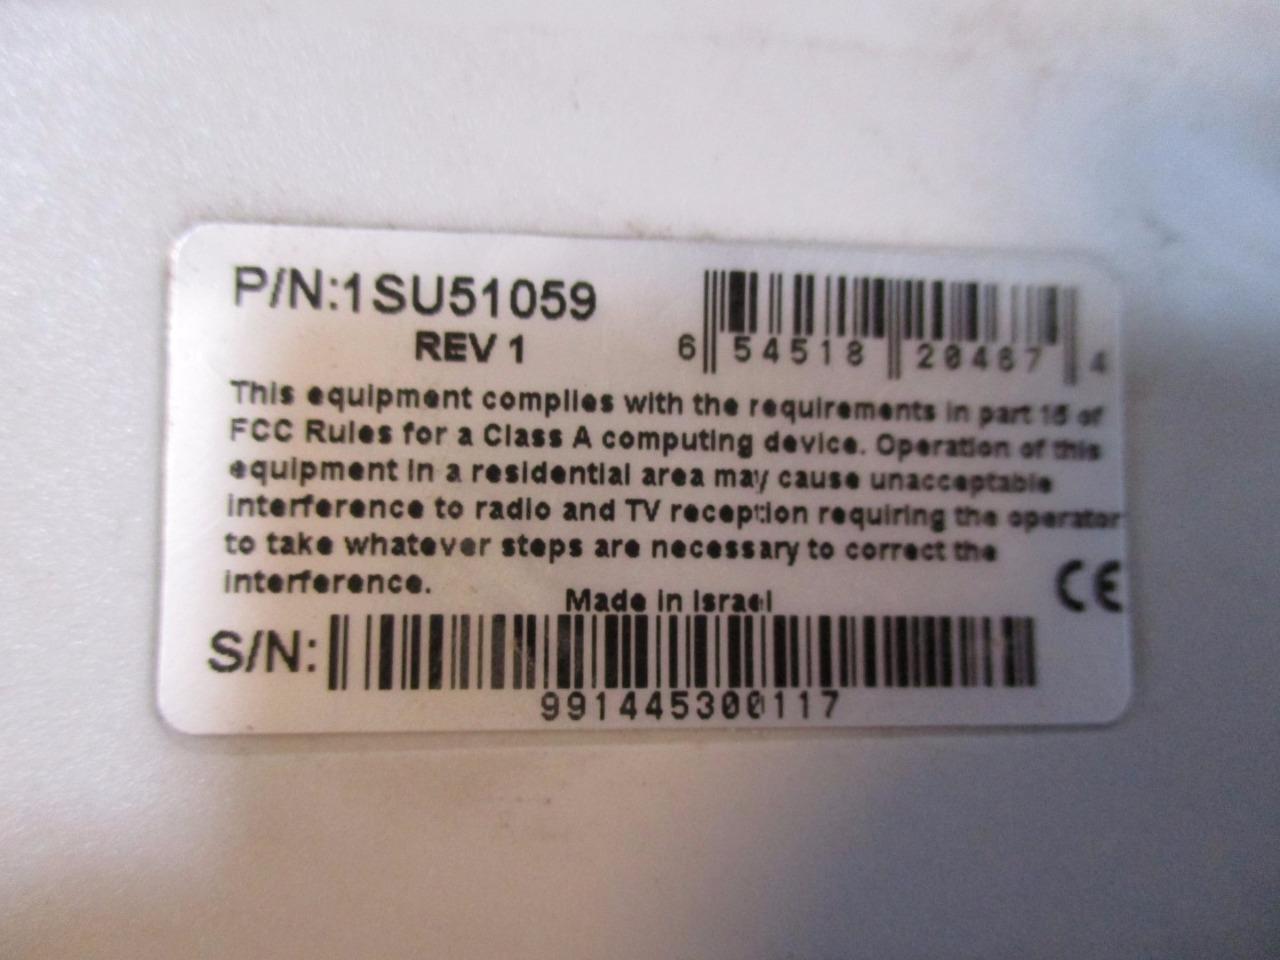 P/N:1SU51059
REV 1
6 54518 20467 4
This equipment complies with the requirements in part 15 of
FCC Rules for a Class A computing device. Operation of this
equipment in a residential area may cause unacceptable
interference to radio and TV reception requiring the operator
to take whatever steps are necessary to correct the
interference.
Made in Israel
CE
S/N:
991445300117